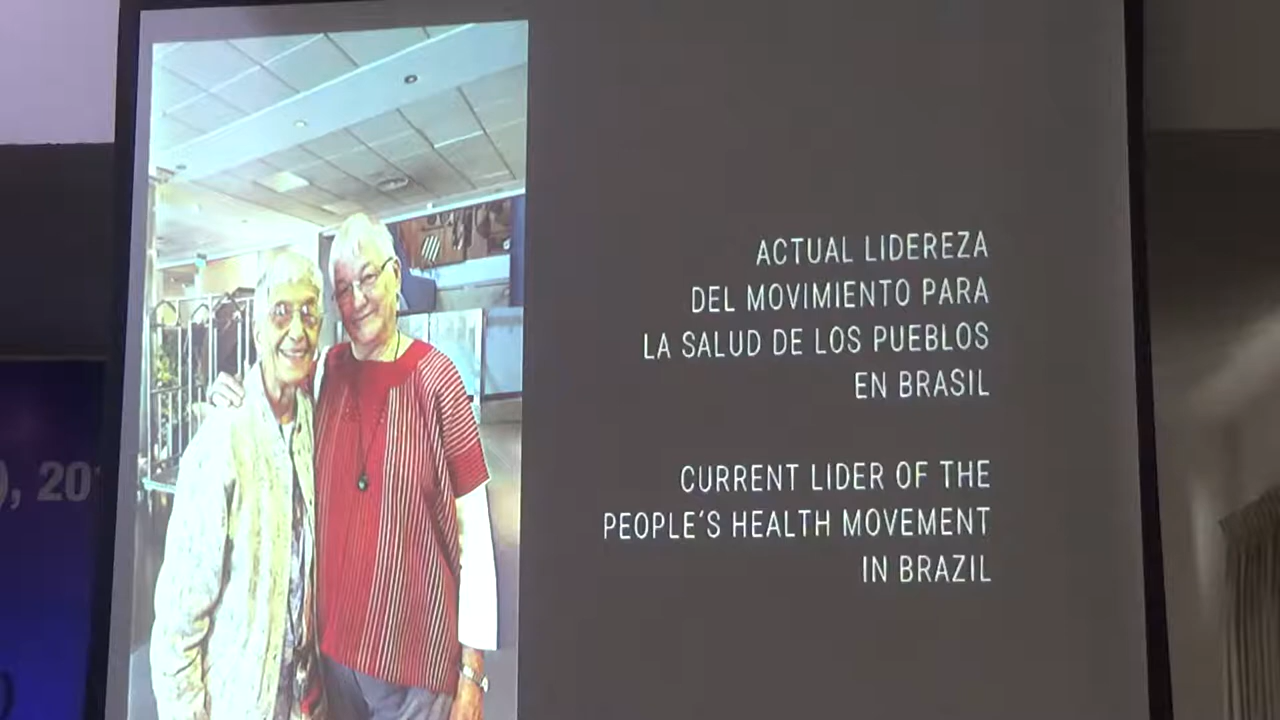 ACTUAL LIDEREZA
DEL MOVIMIENTO PARA
LA SALUD DE LOS PUEBLOS
EN BRASIL
CURRENT LIDER OF THE
PEOPLE'S HEALTH MOVEMENT
IN BRAZIL
), 20